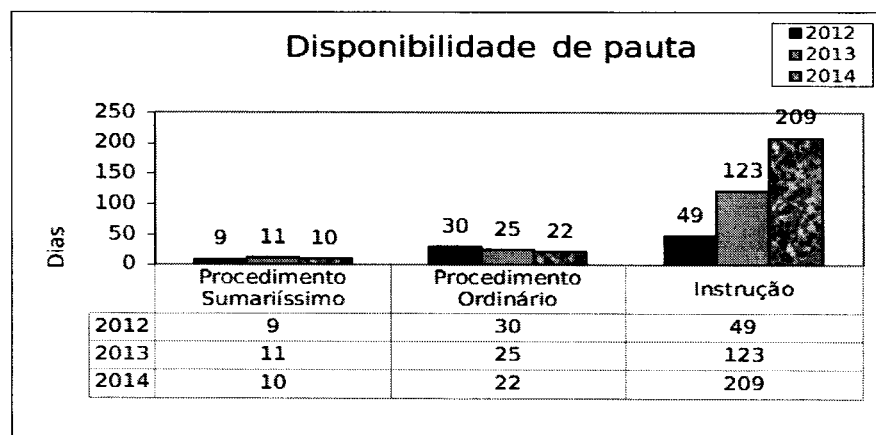 Disponibilidade de pauta
2012
2013
2014
250
200
150
100
50
0
Dias
9 11 10
30 25 22
49 123 209
Procedimento
Sumariíssimo
Procedimento
Ordinário
Instrução
2012 9 30 49
2013 11 25 123
2014 10 22 209